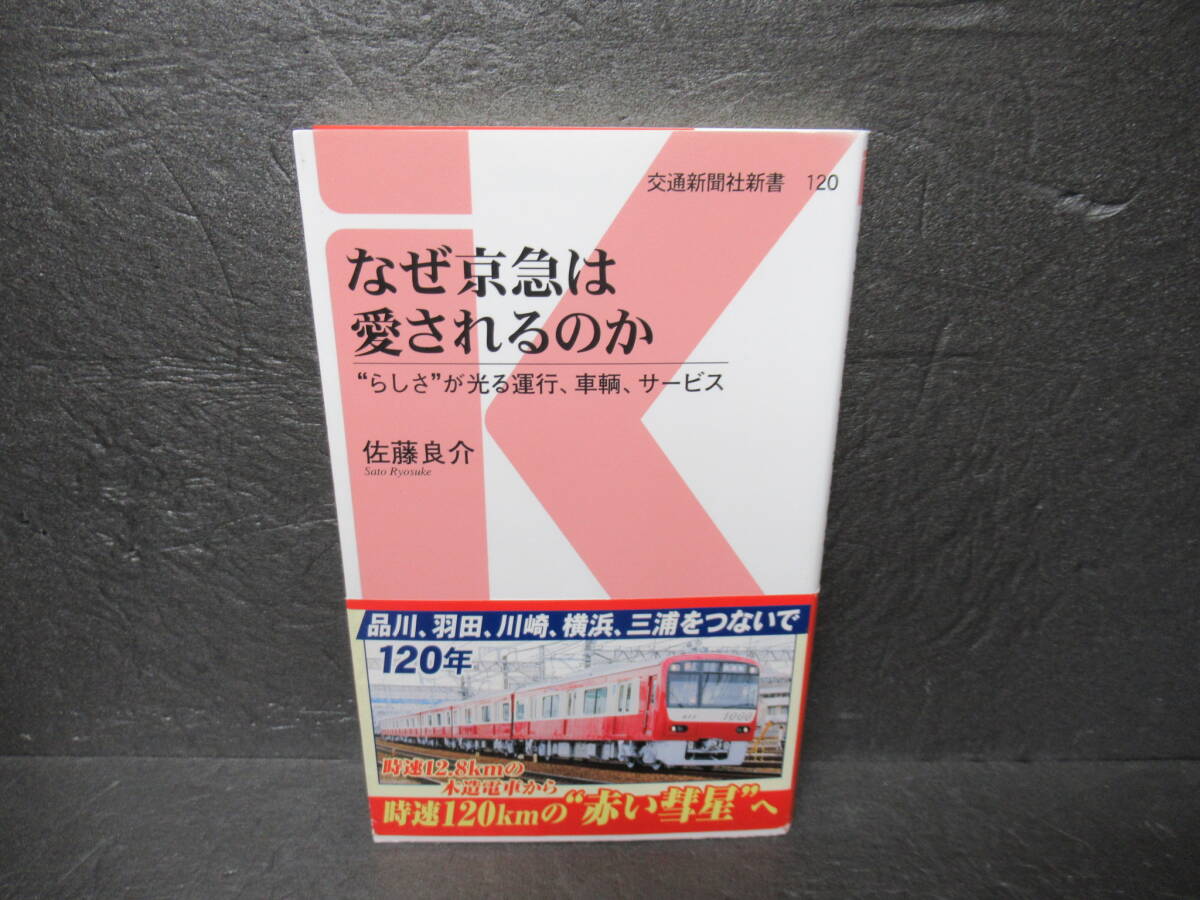 交通新聞社新書 120
なぜ京急は
愛されるのか
“らしさ”が光る運行、車輌、サービス
佐藤良介
Sato Ryosuke
品川、羽田、川崎、横浜、三浦をつないで
120年
1000
時速12.8kmの
木造電車から
時速120kmの“赤い彗星”へ